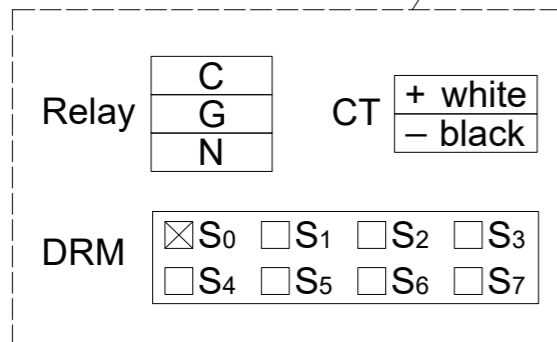 Relay
C
G
N
CT
+ white
– black
DRM
☒S0 ☐S1 ☐S2 ☐S3
☐S4 ☐S5 ☐S6 ☐S7